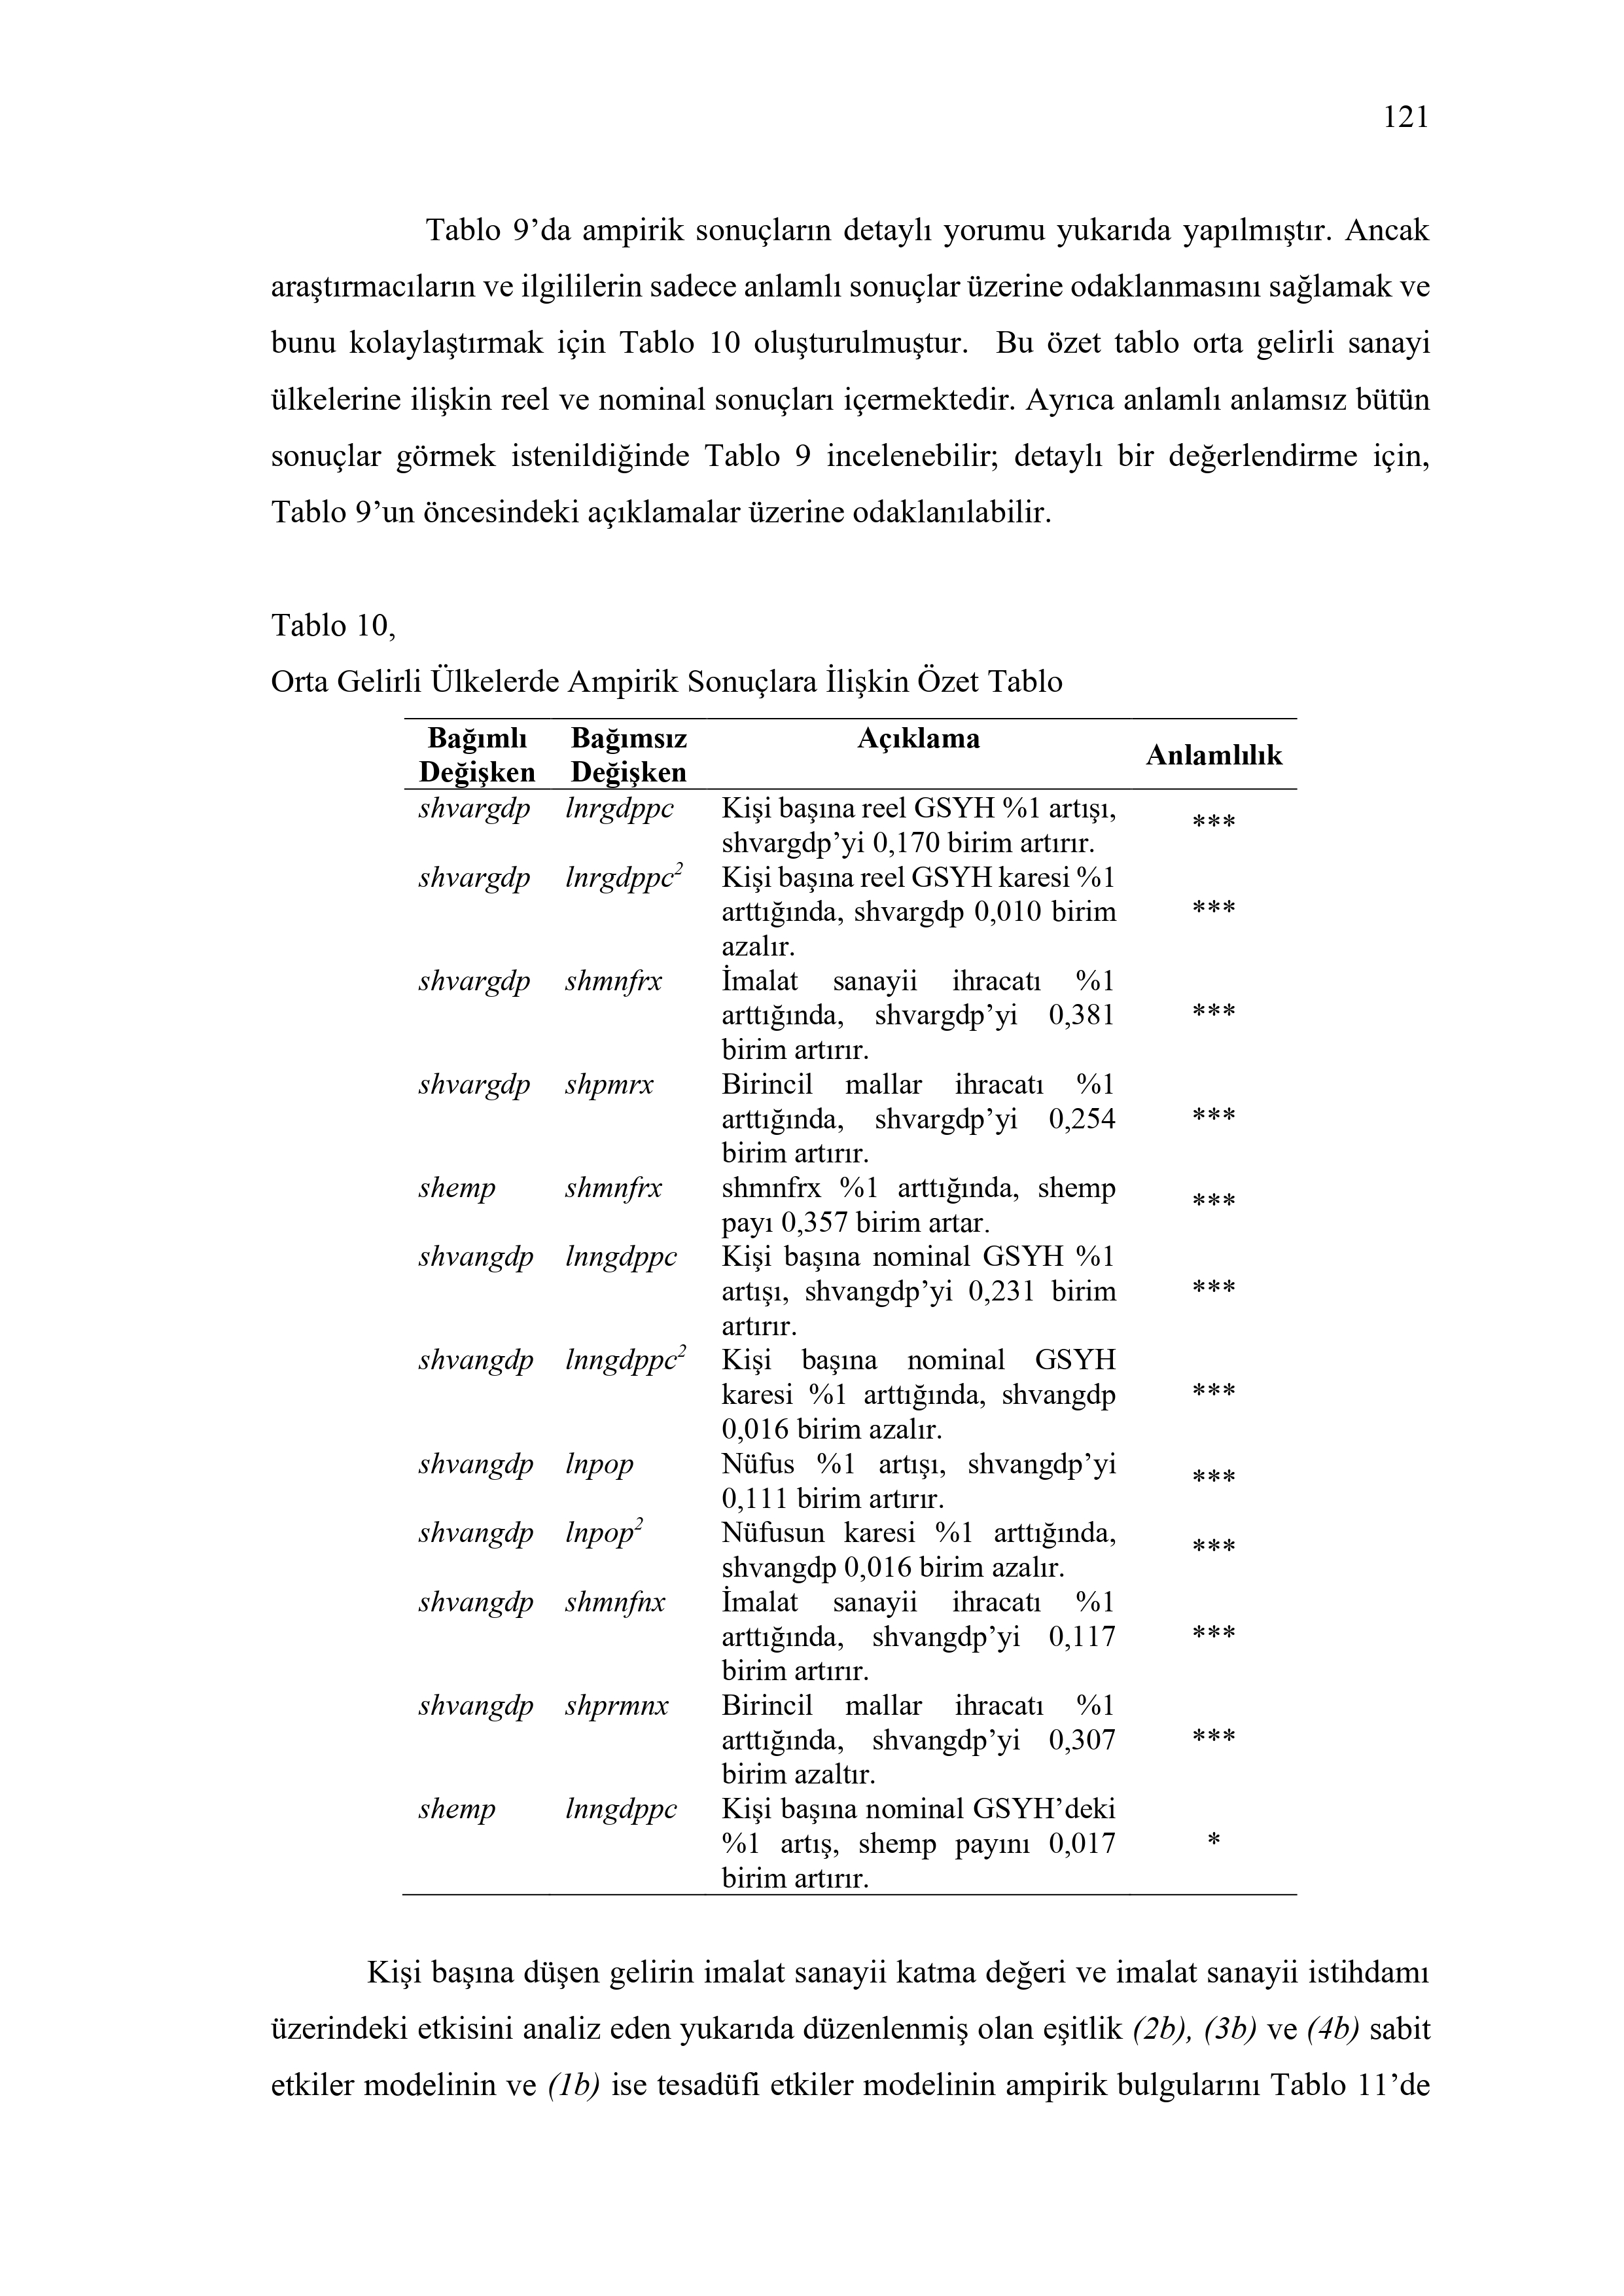 121
Tablo 9’da ampirik sonuçların detaylı yorumu yukarıda yapılmıştır. Ancak
araştırmacıların ve ilgililerin sadece anlamlı sonuçlar üzerine odaklanmasını sağlamak ve
bunu kolaylaştırmak için Tablo 10 oluşturulmuştur. Bu özet tablo orta gelirli sanayi
ülkelerine ilişkin reel ve nominal sonuçları içermektedir. Ayrıca anlamlı anlamsız bütün
sonuçlar görmek istenildiğinde Tablo 9 incelenebilir; detaylı bir değerlendirme için,
Tablo 9’un öncesindeki açıklamalar üzerine odaklanılabilir.
Tablo 10,
Orta Gelirli Ülkelerde Ampirik Sonuçlara İlişkin Özet Tablo
Bağımlı Bağımsız Açıklama Anlamlılık
Değişken Değişken
shvargdp lnrgdppc Kişi başına reel GSYH %1 artışı,
shvargdp’yi 0,170 birim artırır. ***
shvargdp lnrgdppc² Kişi başına reel GSYH karesi %1
arttığında, shvargdp 0,010 birim ***
azalır.
shvargdp shmnfrx İmalat sanayii ihracatı %1
arttığında, shvargdp’yi 0,381 ***
birim artırır.
shvargdp shpmrx Birincil mallar ihracatı %1
arttığında, shvargdp’yi 0,254 ***
birim artırır.
shemp shmnfrx shmnfrx %1 arttığında, shemp
payı 0,357 birim artar. ***
shvangdp lnngdppc Kişi başına nominal GSYH %1
artışı, shvangdp’yi 0,231 birim ***
artırır.
shvangdp lnngdppc² Kişi başına nominal GSYH
karesi %1 arttığında, shvangdp ***
0,016 birim azalır.
shvangdp lnpop Nüfus %1 artışı, shvangdp’yi
0,111 birim artırır. ***
shvangdp lnpop² Nüfusun karesi %1 arttığında,
shvangdp 0,016 birim azalır. ***
shvangdp shmnfnx İmalat sanayii ihracatı %1
arttığında, shvangdp’yi 0,117 ***
birim artırır.
shvangdp shprmnx Birincil mallar ihracatı %1
arttığında, shvangdp’yi 0,307 ***
birim azaltır.
shemp lnngdppc Kişi başına nominal GSYH’deki
%1 artış, shemp payını 0,017 *
birim artırır.
Kişi başına düşen gelirin imalat sanayii katma değeri ve imalat sanayii istihdamı
üzerindeki etkisini analiz eden yukarıda düzenlenmiş olan eşitlik (2b), (3b) ve (4b) sabit
etkiler modelinin ve (1b) ise tesadüfi etkiler modelinin ampirik bulgularını Tablo 11’de